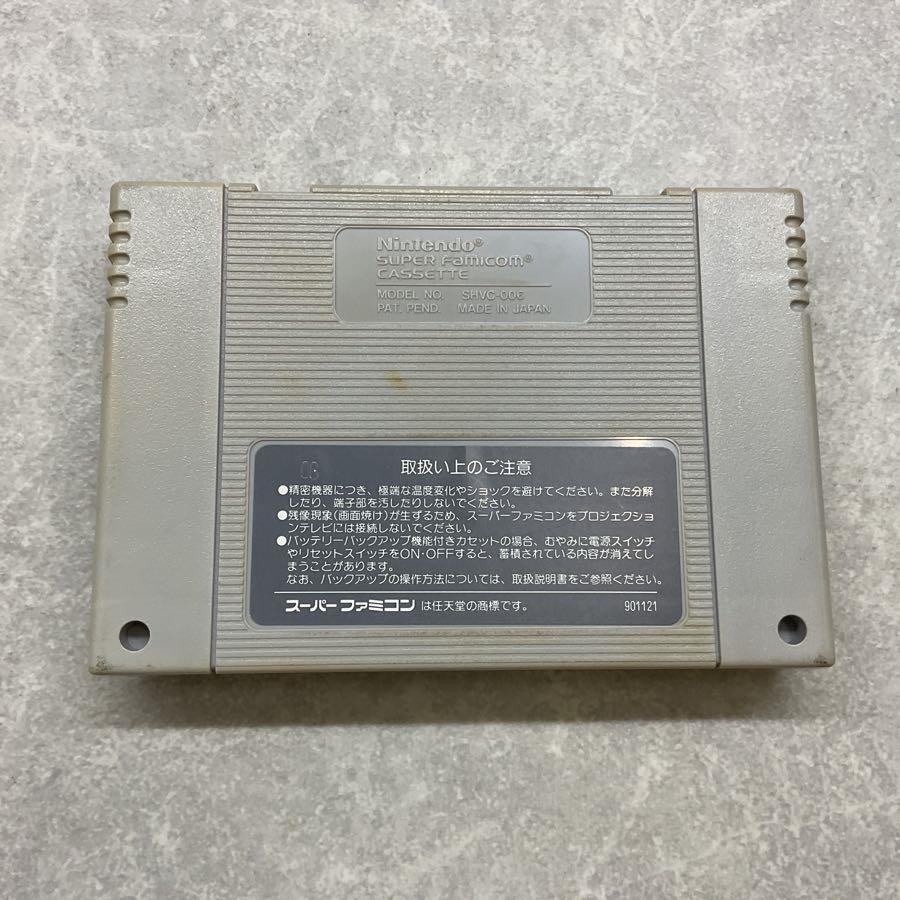 Nintendo®
SUPER FAMICOM®
CASSETTE
MODEL NO. SHVC-006
PAT. PEND. MADE IN JAPAN
取扱い上のご注意
●精密機器につき、極端な温度変化やショックを避けてください。また分解
したり、端子部を汚したりしないでください。
●残像現象(画面焼け)が生ずるため、スーパーファミコンをプロジェクショ
ンテレビには接続しないでください。
●バッテリーバックアップ機能付きカセットの場合、むやみに電源スイッチ
やリセットスイッチをON・OFFすると、蓄積されている内容が消えてし
まうことがあります。
なお、バックアップの操作方法については、取扱説明書をご参照ください。
スーパーファミコン は任天堂の商標です。 901121